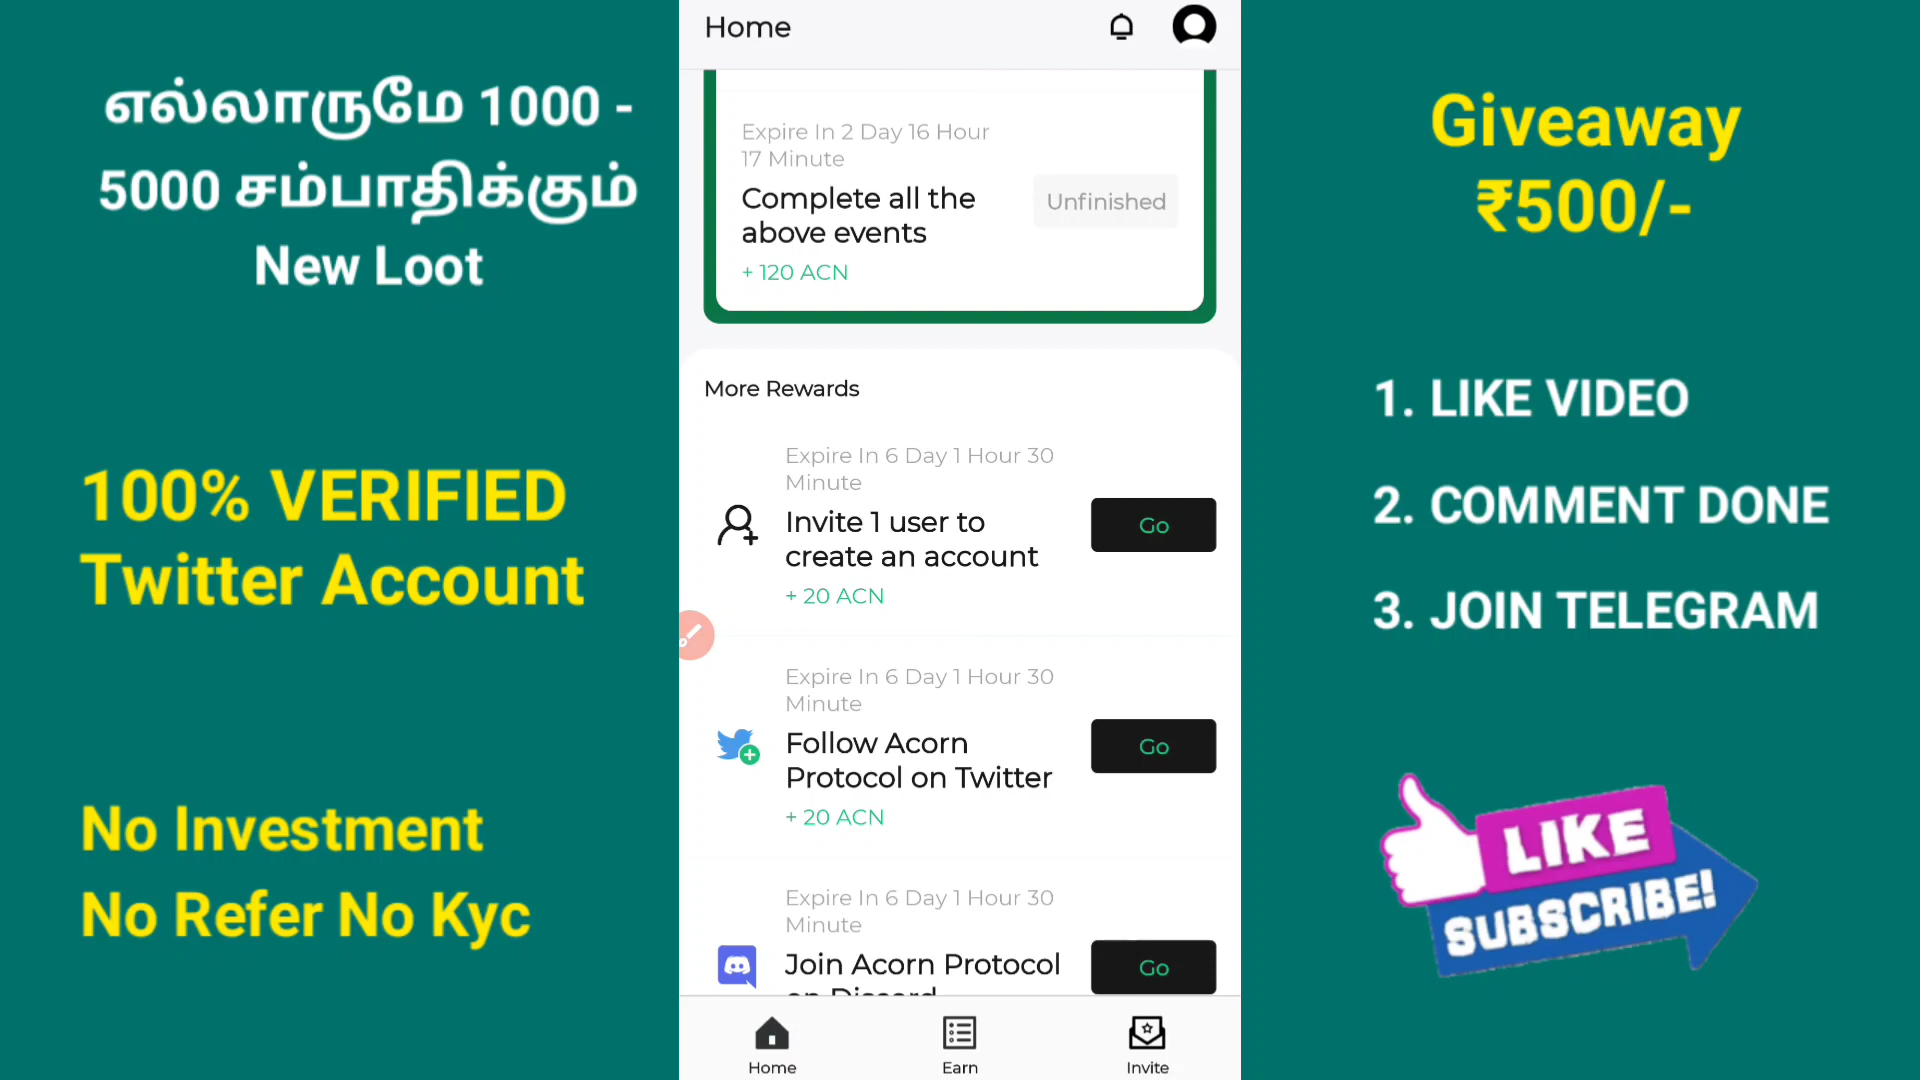 எல்லாருமே 1000 -
5000 சம்பாதிக்கும்
New Loot
100% VERIFIED
Twitter Account
No Investment
No Refer No Kyc
Home
Expire In 2 Day 16 Hour
17 Minute
Complete all the
above events
Unfinished
+ 120 ACN
More Rewards
Expire In 6 Day 1 Hour 30
Minute
Invite 1 user to
create an account
Go
+ 20 ACN
Expire In 6 Day 1 Hour 30
Minute
Follow Acorn
Protocol on Twitter
Go
+ 20 ACN
Expire In 6 Day 1 Hour 30
Minute
Join Acorn Protocol
on Discord
Go
Home
Earn
Invite
Giveaway
₹500/-
1. LIKE VIDEO
2. COMMENT DONE
3. JOIN TELEGRAM
LIKE
SUBSCRIBE!